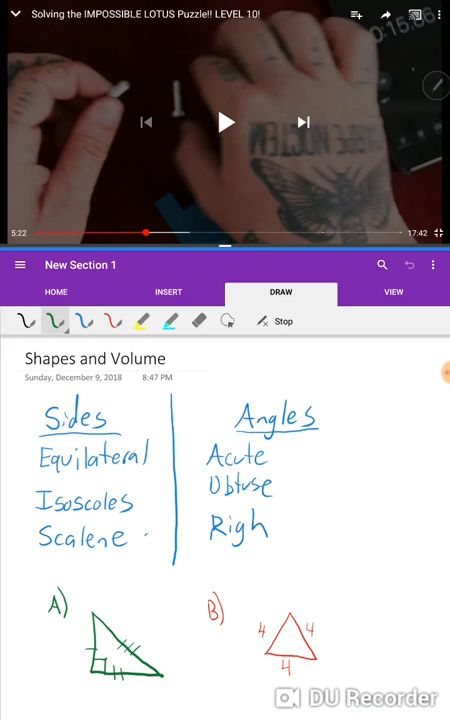 Solving the IMPOSSIBLE LOTUS Puzzle!! LEVEL 10!
5:22
17:42
New Section 1
HOME INSERT DRAW VIEW
Stop
Shapes and Volume
Sunday, December 9, 2018 8:47 PM
Sides Angles
Equilateral Acute
Isoscoles Obtuse
Scalene Righ
A) B)
4 4
4
DU Recorder